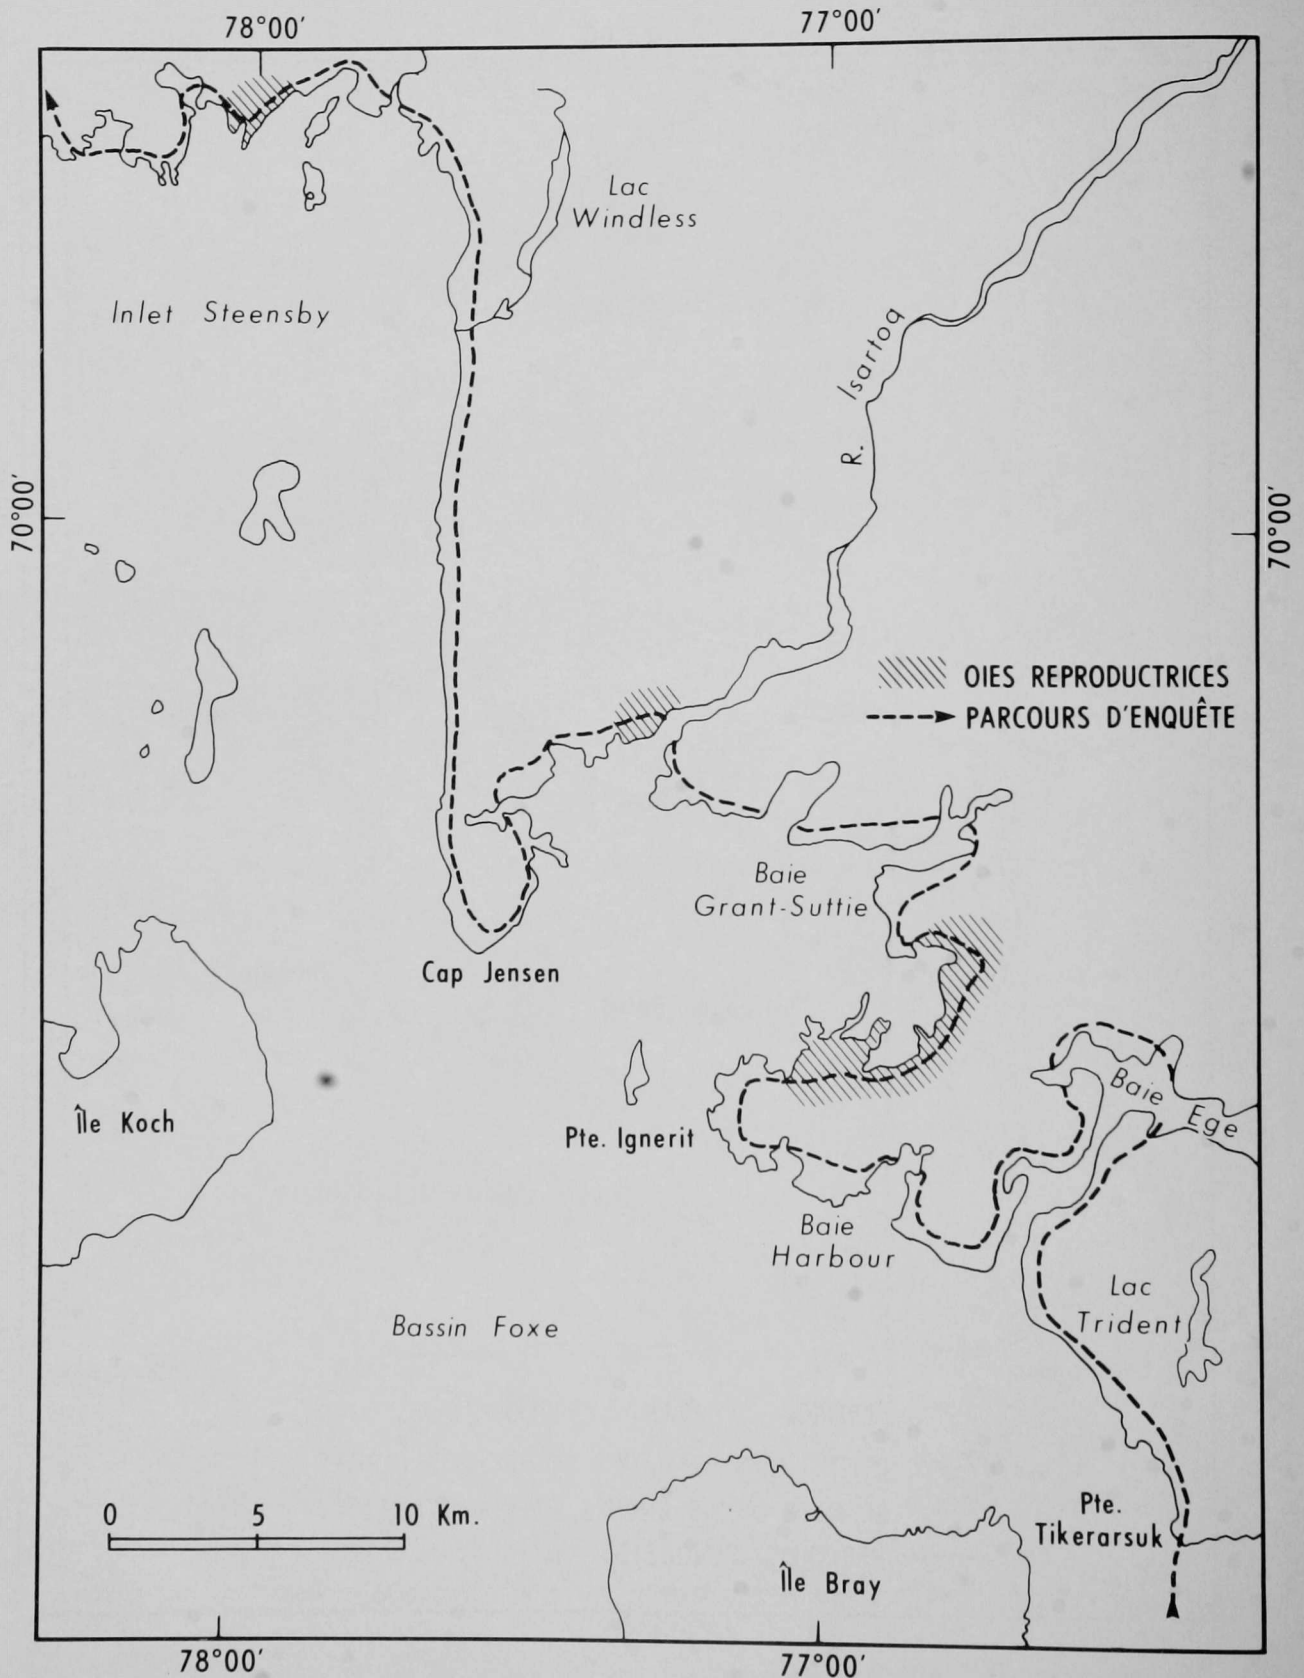 78°00'
77°00'
Lac
Windless
Inlet Steensby
R. Isartoq
70°00'
70°00'
OIES REPRODUCTRICES
PARCOURS D'ENQUÊTE
Baie
Grant-Suttie
Cap Jensen
Île Koch
Pte. Ignerit
Baie Ege
Baie
Harbour
Lac
Trident
Bassin Foxe
0 5 10 Km.
Pte.
Tikerarsuk
Île Bray
78°00'
77°00'